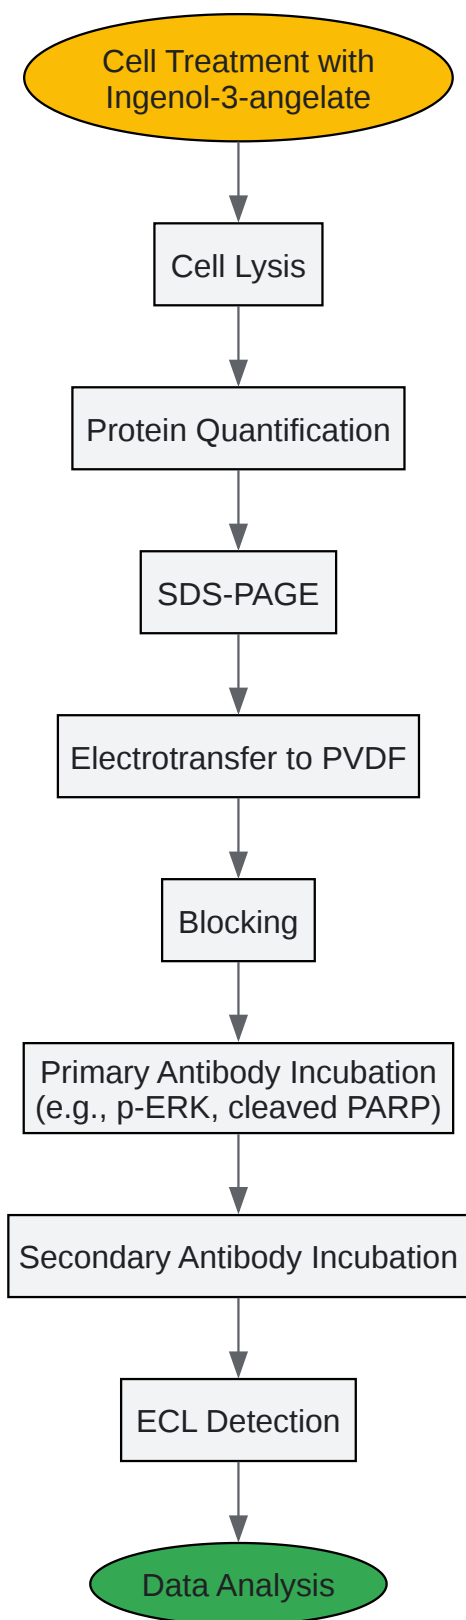 Cell Treatment with
Ingenol-3-angelate
Cell Lysis
Protein Quantification
SDS-PAGE
Electrotransfer to PVDF
Blocking
Primary Antibody Incubation
(e.g., p-ERK, cleaved PARP)
Secondary Antibody Incubation
ECL Detection
Data Analysis